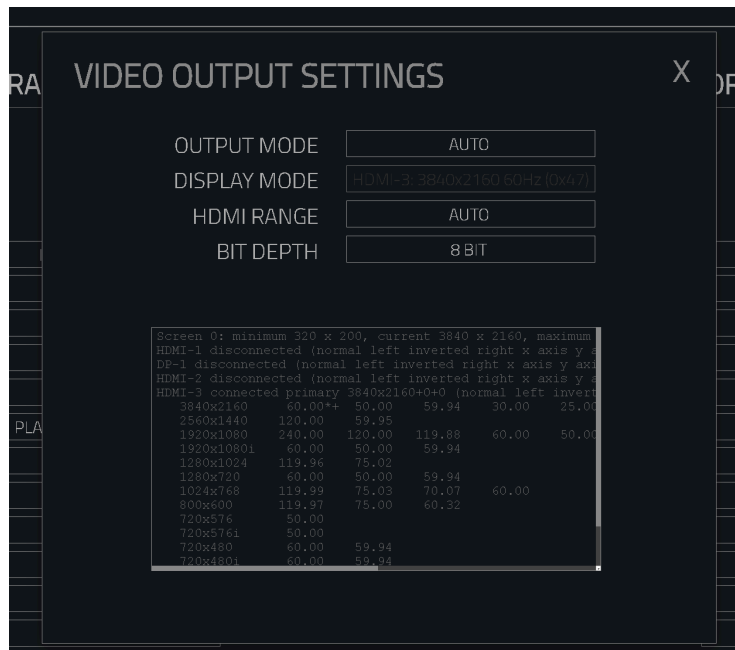 RA
VIDEO OUTPUT SETTINGS
X
OUTPUT MODE AUTO
DISPLAY MODE HDMI-3: 3840x2160 60Hz (0x47)
HDMI RANGE AUTO
BIT DEPTH 8 BIT
Screen 0: minimum 320 x 200, current 3840 x 2160, maximum
HDMI-1 disconnected (normal left inverted right x axis y a
DP-1 disconnected (normal left inverted right x axis y axi
HDMI-2 disconnected (normal left inverted right x axis y a
HDMI-3 connected primary 3840x2160+0+0 (normal left invert
3840x2160 60.00*+ 50.00 59.94 30.00 25.00
2560x1440 120.00 59.95
1920x1080 240.00 120.00 119.88 60.00 50.00
1920x1080i 60.00 50.00 59.94
1280x1024 119.96 75.02
1280x720 60.00 50.00 59.94
1024x768 119.99 75.03 70.07 60.00
800x600 119.97 75.00 60.32
720x576 50.00
720x576i 50.00
720x480 60.00 59.94
720x480i 60.00 59.94
PLA